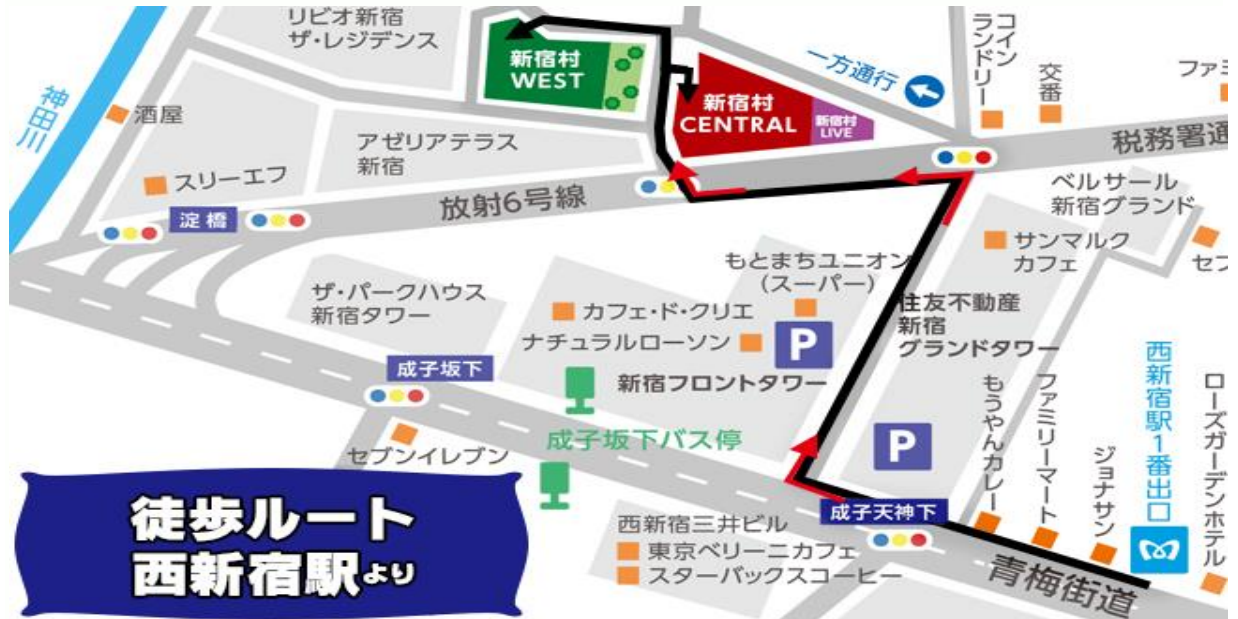 リビオ新宿
ザ・レジデンス
新宿村
WEST
一方通行
コイン
ランドリー
交番
ファミ
神田川
酒屋
新宿村
CENTRAL
新宿村
LIVE
税務署通
アゼリアテラス
新宿
スリーエフ
放射6号線
淀橋
ベルサール
新宿グランド
サンマルク
カフェ
セブ
もとまちユニオン
(スーパー)
ザ・パークハウス
新宿タワー
カフェ・ド・クリエ
ナチュラルローソン
P
住友不動産
新宿
グランドタワー
成子坂下
新宿フロントタワー
西新宿駅1番出口
ローズガーデンホテル
もうやんカレー
ファミリーマート
ジョナサン
P
成子坂下バス停
セブンイレブン
成子天神下
西新宿三井ビル
東京ベリーニカフェ
スターバックスコーヒー
青梅街道
徒歩ルート
西新宿駅より